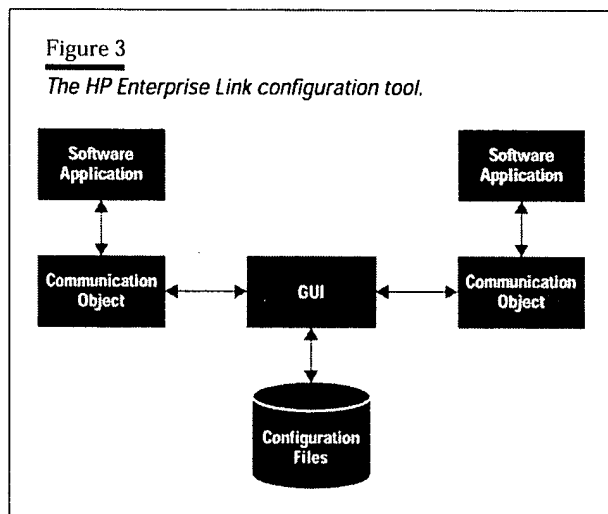 Figure 3
The HP Enterprise Link configuration tool.
Software
Application
Software
Application
Communication
Object
GUI
Communication
Object
Configuration
Files